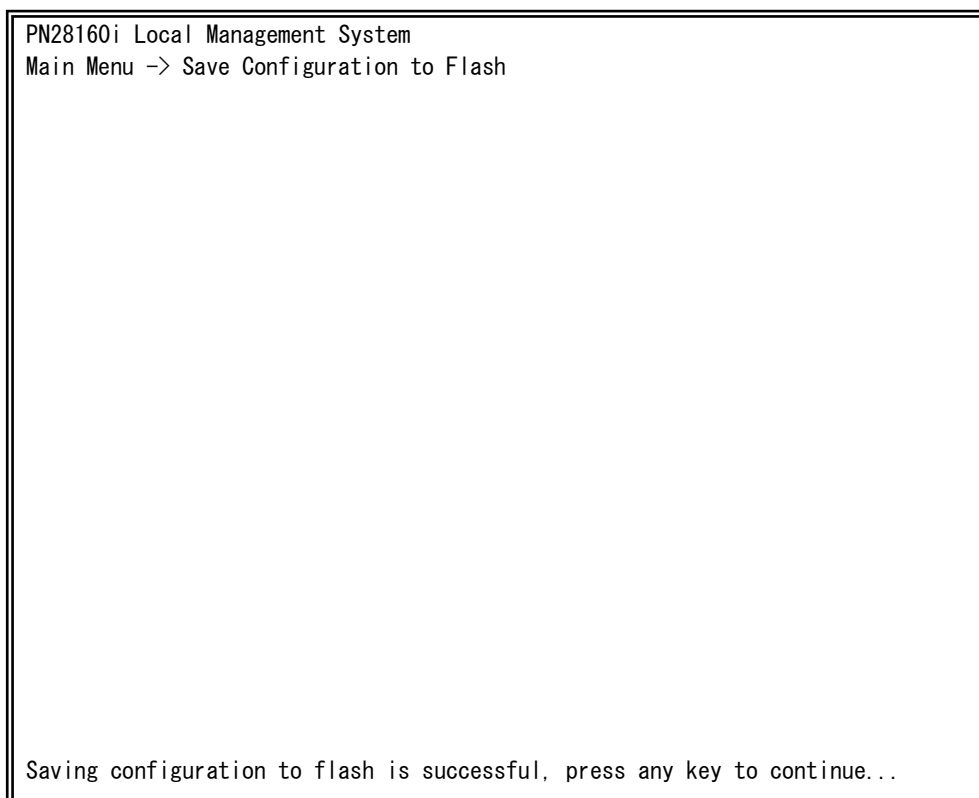 PN28160i Local Management System
Main Menu -> Save Configuration to Flash
Saving configuration to flash is successful, press any key to continue...